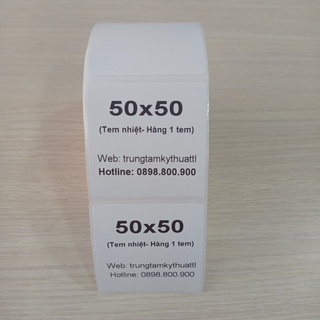 50x50
(Tem nhiệt- Hàng 1 tem)
Web: trungtamkythuattl
Hotline: 0898.800.900
50x50
(Tem nhiệt- Hàng 1 tem)
Web: trungtamkythuattl
Hotline: 0898.800.900